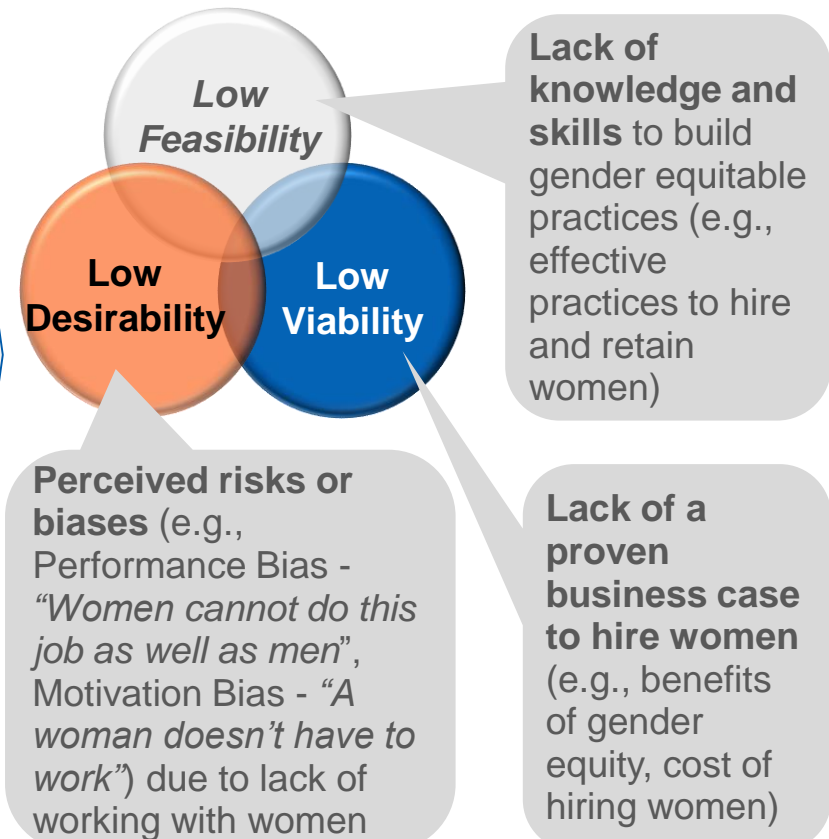 Low
Feasibility
Lack of
knowledge and
skills to build
gender equitable
practices (e.g.,
effective
practices to hire
and retain
women)
Low
Desirability
Low
Viability
Perceived risks or
biases (e.g.,
Performance Bias -
“Women cannot do this
job as well as men”,
Motivation Bias - “A
woman doesn’t have to
work”) due to lack of
working with women
Lack of a
proven
business case
to hire women
(e.g., benefits
of gender
equity, cost of
hiring women)